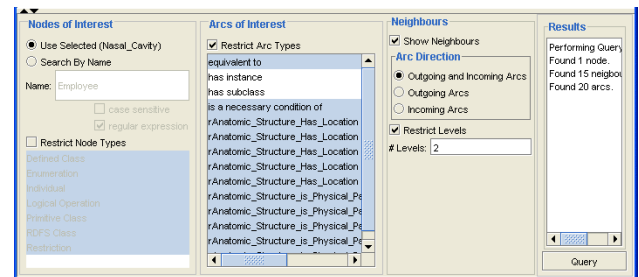 Nodes of Interest
Use Selected (Nasal_Cavity)
Search By Name
Name: Employee
case sensitive
regular expression
Restrict Node Types
Defined Class
Enumeration
Individual
Logical Operation
Primitive Class
RDFS Class
Restriction
Arcs of Interest
Restrict Arc Types
equivalent to
has instance
has subclass
is a necessary condition of
rAnatomic_Structure_Has_Location
rAnatomic_Structure_Has_Location
rAnatomic_Structure_Has_Location
rAnatomic_Structure_Has_Location
rAnatomic_Structure_is_Physical_Pa
rAnatomic_Structure_is_Physical_Pa
rAnatomic_Structure_is_Physical_Pa
rAnatomic_Structure_is_Physical_Pa
Neighbours
Show Neighbours
Arc Direction
Outgoing and Incoming Arcs
Outgoing Arcs
Incoming Arcs
Restrict Levels
# Levels: 2
Results
Performing Query
Found 1 node.
Found 15 neigbou
Found 20 arcs.
Query